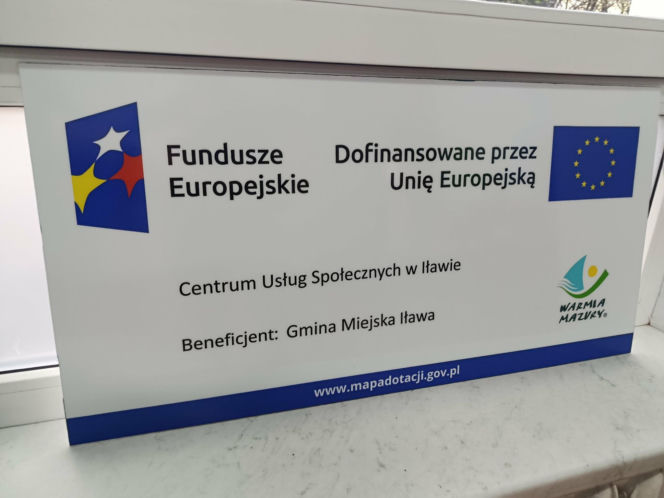 Fundusze
Europejskie
Dofinansowane przez
Unię Europejską
Centrum Usług Społecznych w Iławie
Beneficjent: Gmina Miejska Iława
WARMIA
MAZURY®
www.mapadotacji.gov.pl